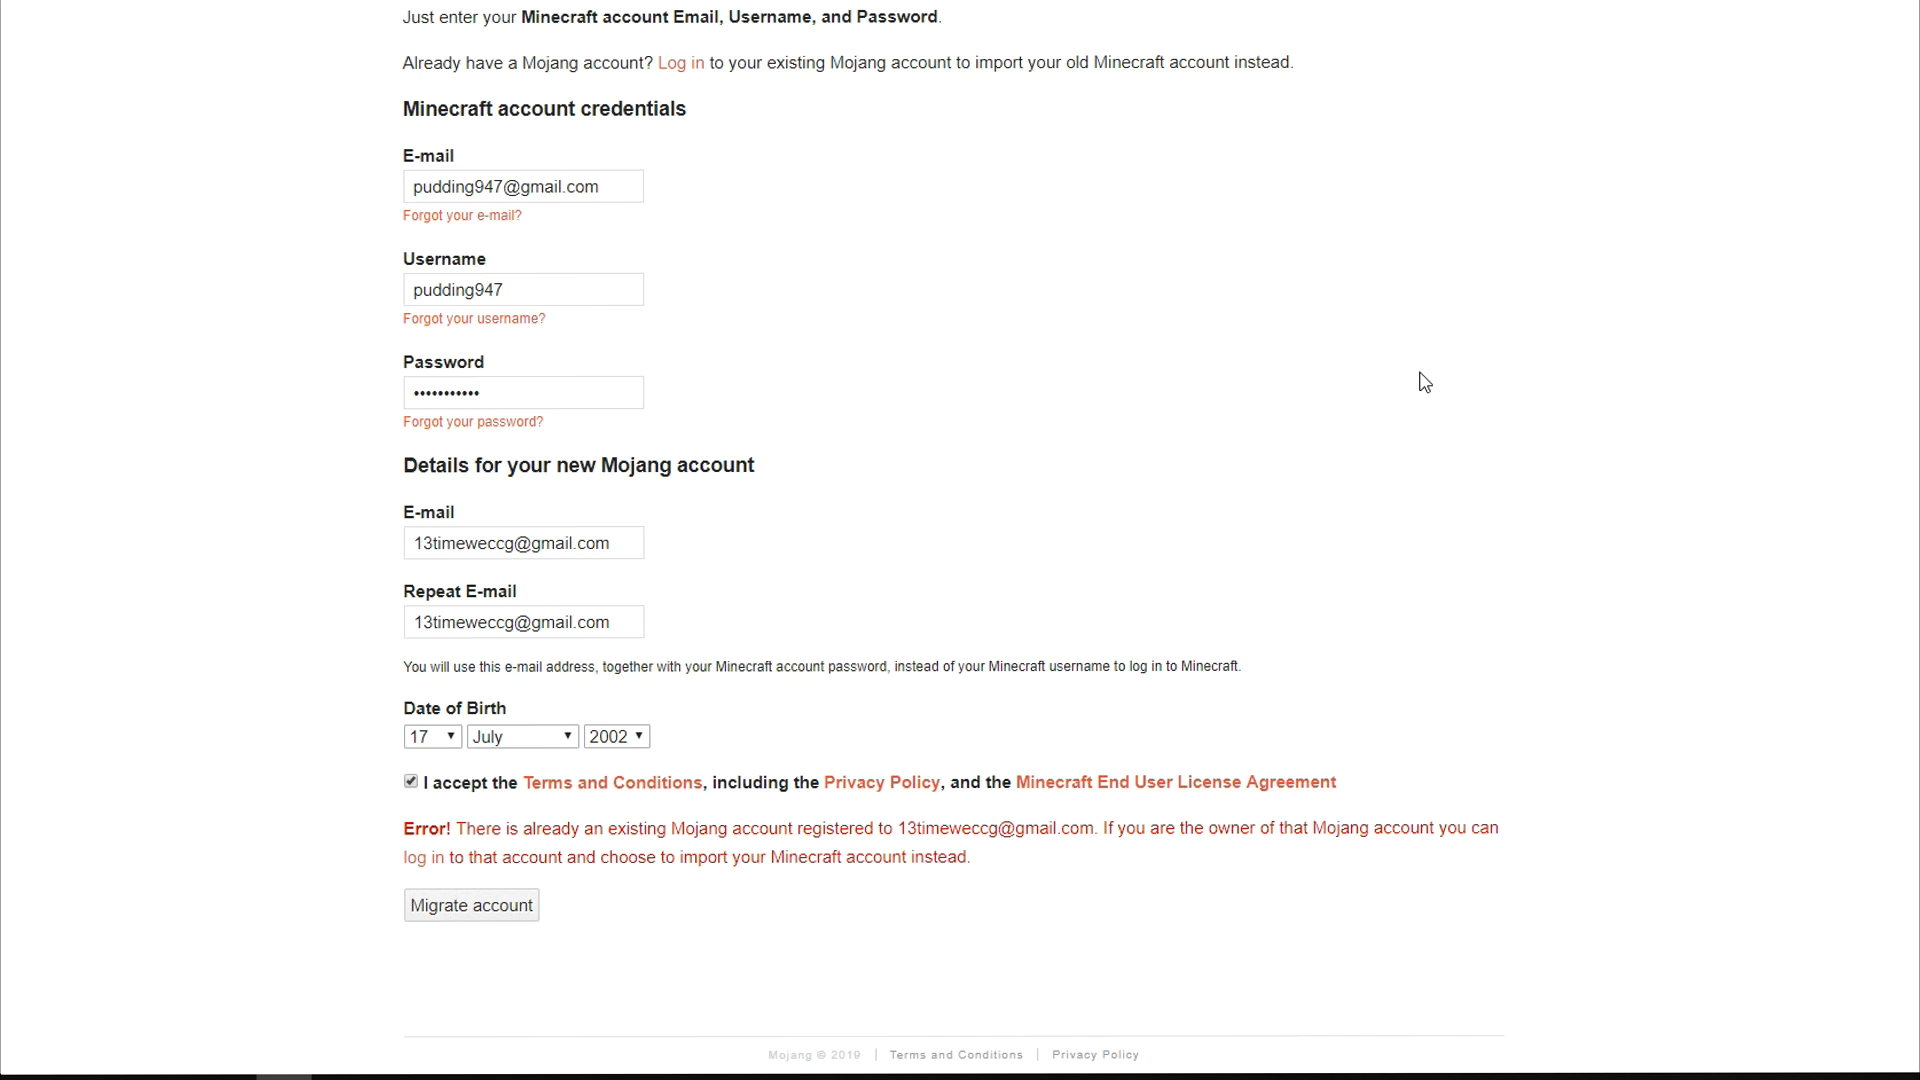 Just enter your Minecraft account Email, Username, and Password.
Already have a Mojang account? Log in to your existing Mojang account to import your old Minecraft account instead.
Minecraft account credentials
E-mail
pudding947@gmail.com
Forgot your e-mail?
Username
pudding947
Forgot your username?
Password
•••••••••••
Forgot your password?
Details for your new Mojang account
E-mail
13timeweccg@gmail.com
Repeat E-mail
13timeweccg@gmail.com
You will use this e-mail address, together with your Minecraft account password, instead of your Minecraft username to log in to Minecraft.
Date of Birth
17 July 2002
I accept the Terms and Conditions, including the Privacy Policy, and the Minecraft End User License Agreement
Error! There is already an existing Mojang account registered to 13timeweccg@gmail.com. If you are the owner of that Mojang account you can
log in to that account and choose to import your Minecraft account instead.
Migrate account
Mojang © 2019 | Terms and Conditions | Privacy Policy